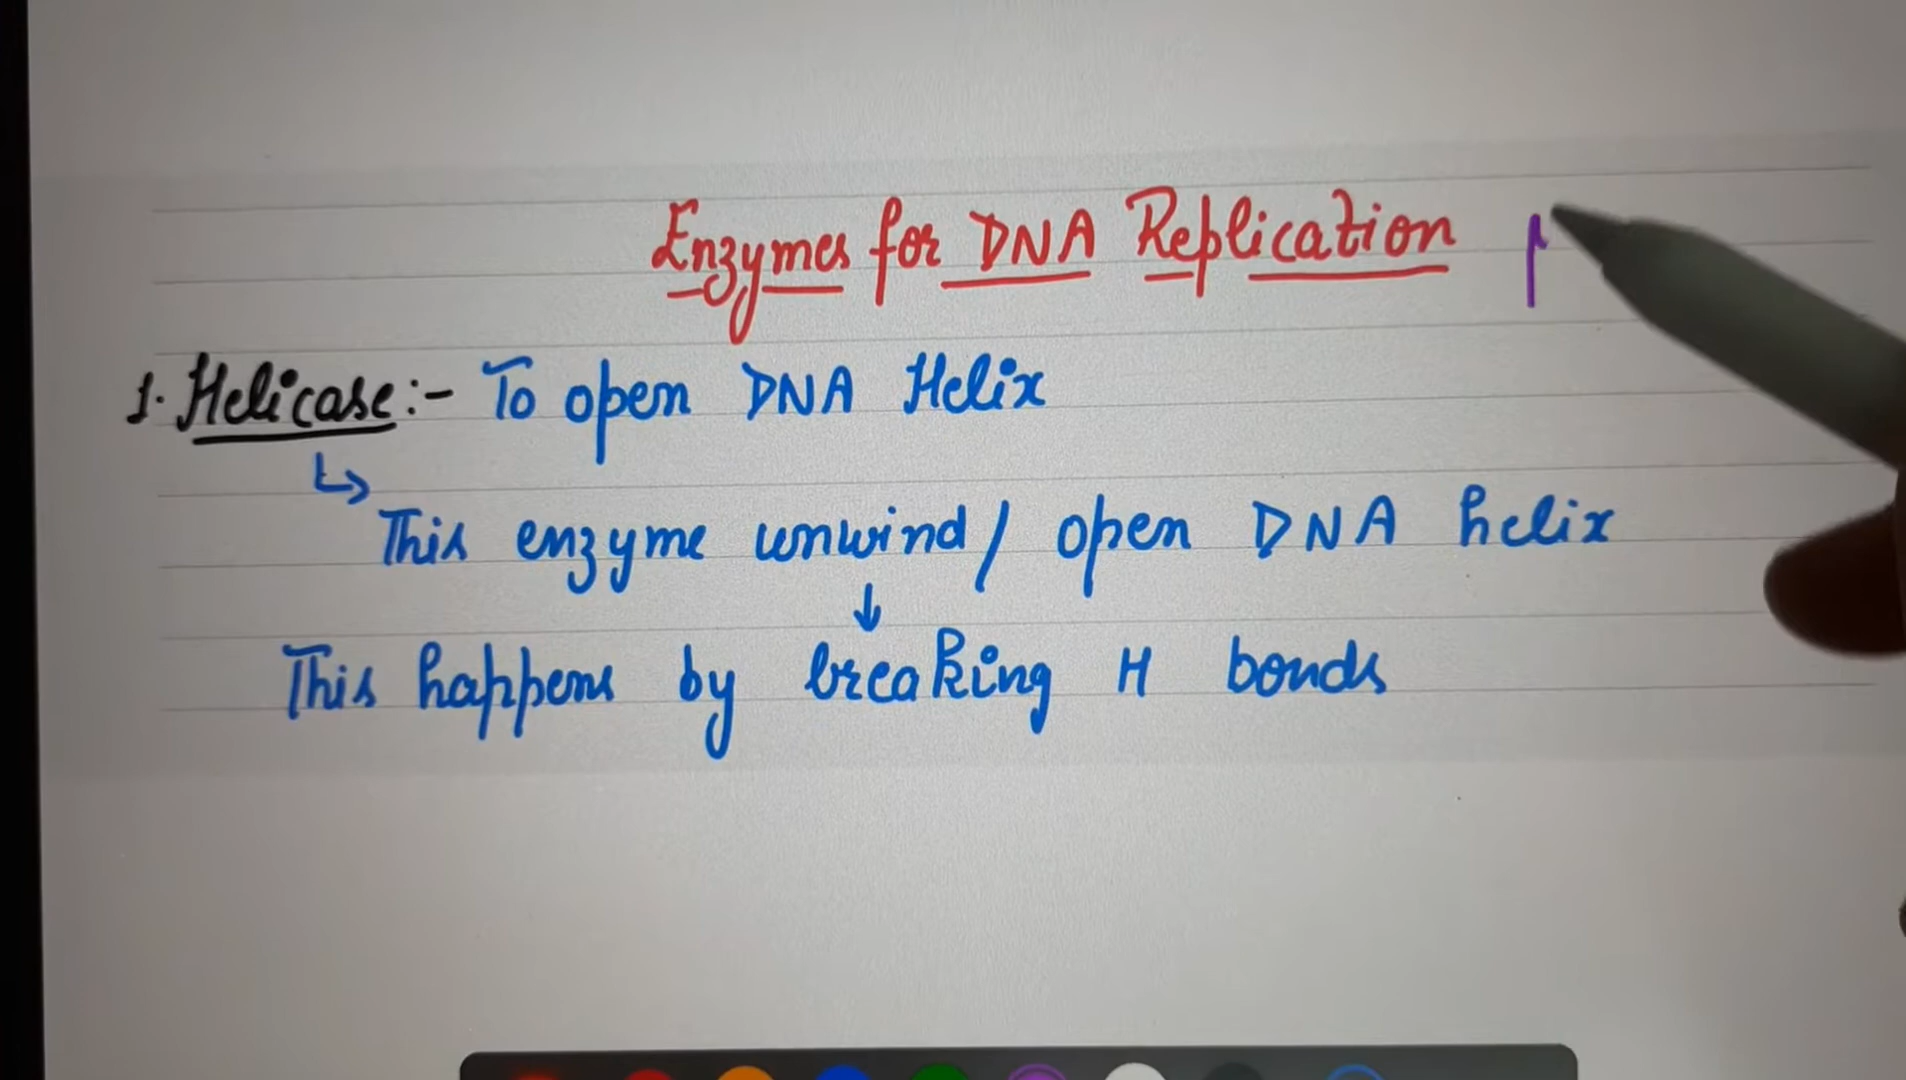 Enzymes for DNA Replication
1. Helicase:- To open DNA Helix
↳ This enzyme unwind/ open DNA helix
↓
This happens by breaking H bonds